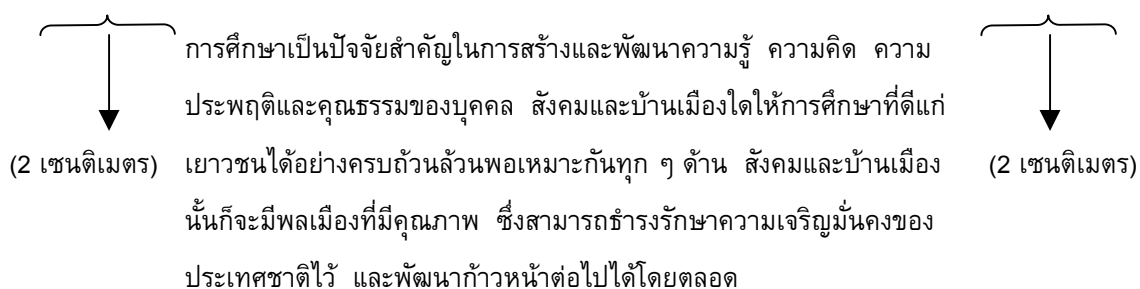 การศึกษาเป็นปัจจัยสำคัญในการสร้างและพัฒนาความรู้ ความคิด ความ
ประพฤติและคุณธรรมของบุคคล สังคมและบ้านเมืองใดให้การศึกษาที่ดีแก่
(2 เซนติเมตร) เยาวชนได้อย่างครบถ้วนล้วนพอเหมาะกันทุก ๆ ด้าน สังคมและบ้านเมือง (2 เซนติเมตร)
นั้นก็จะมีพลเมืองที่มีคุณภาพ ซึ่งสามารถธำรงรักษาความเจริญมั่นคงของ
ประเทศชาติไว้ และพัฒนาก้าวหน้าต่อไปได้โดยตลอด